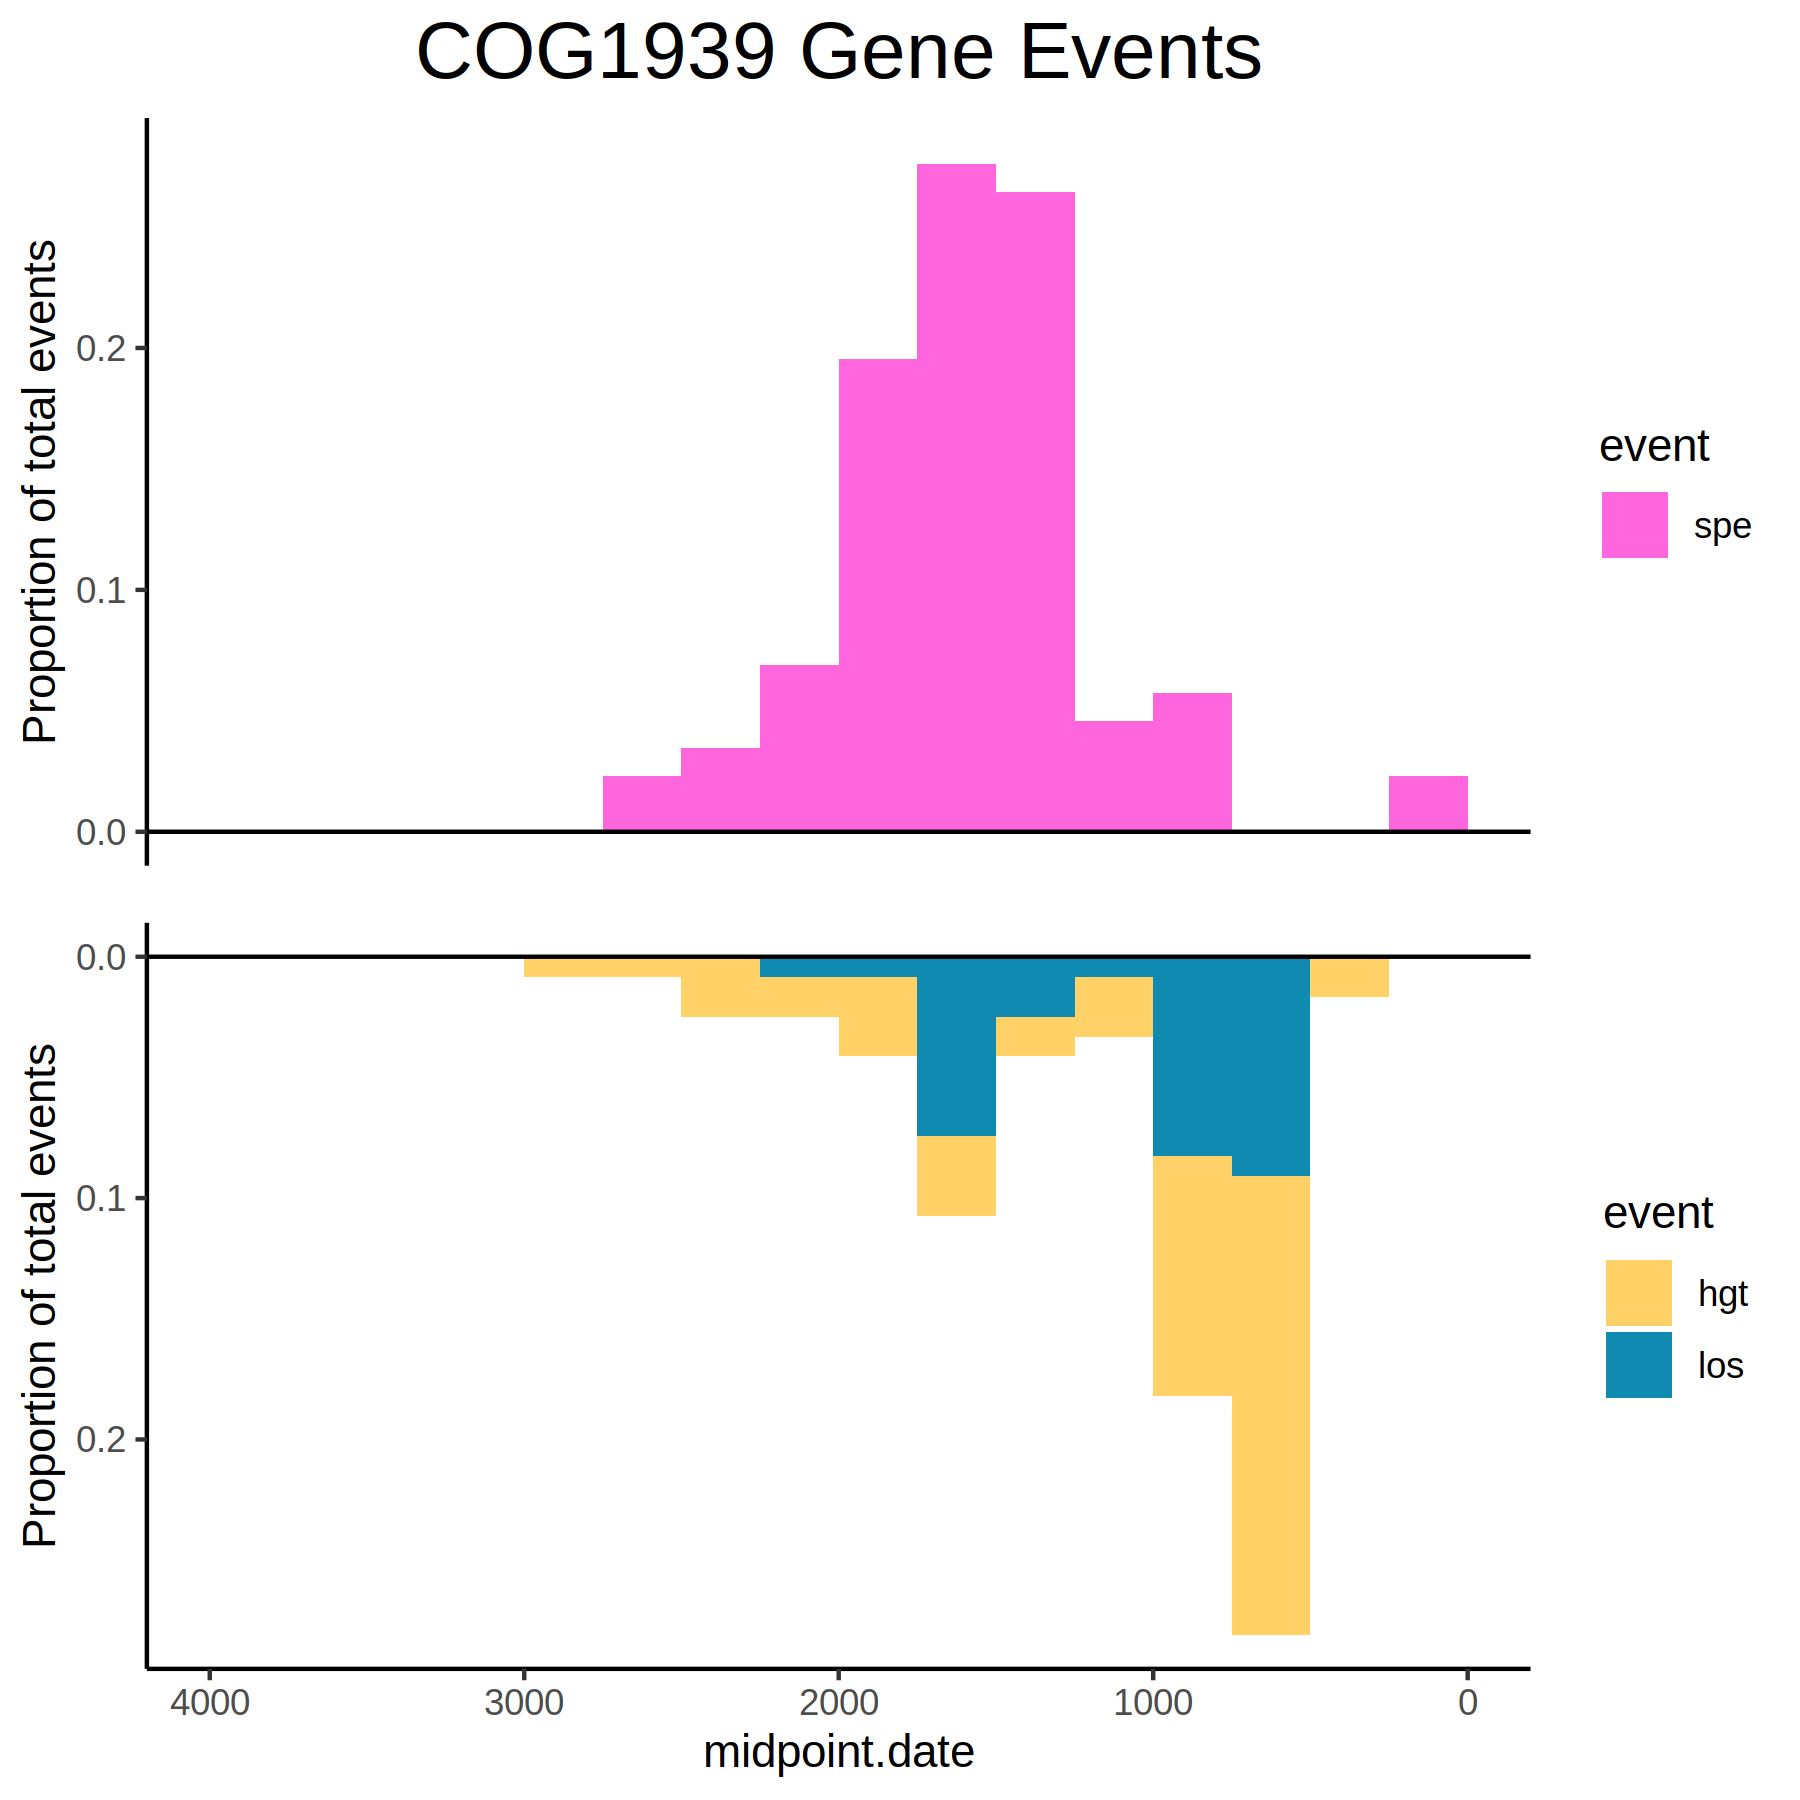 COG1939 Gene Events
Proportion of total events
0.2
0.1
0.0
event
spe
Proportion of total events
0.0
0.1
0.2
event
hgt
los
4000 3000 2000 1000 0
midpoint.date